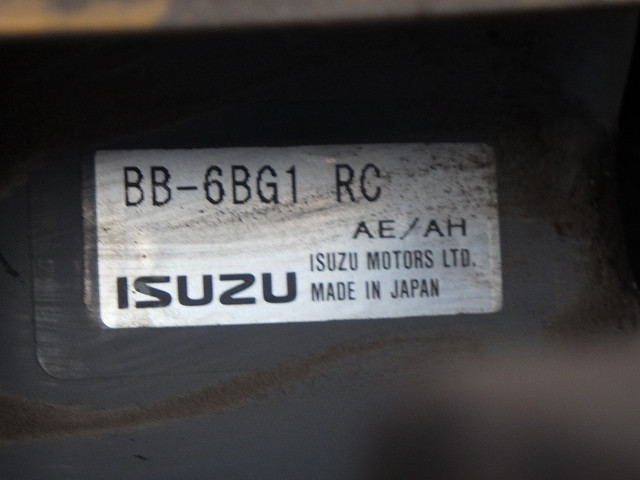 BB-6BG1 RC
AE/AH
ISUZU
ISUZU MOTORS LTD.
MADE IN JAPAN